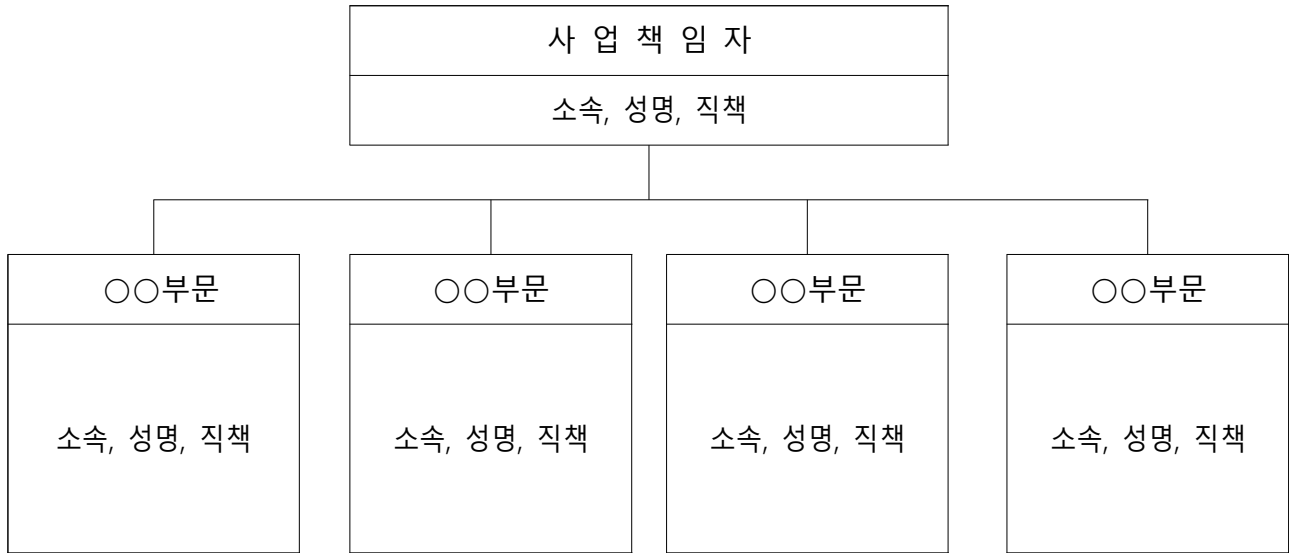 사 업 책 임 자
소속, 성명, 직책
○○부문
○○부문
○○부문
○○부문
소속, 성명, 직책
소속, 성명, 직책
소속, 성명, 직책
소속, 성명, 직책